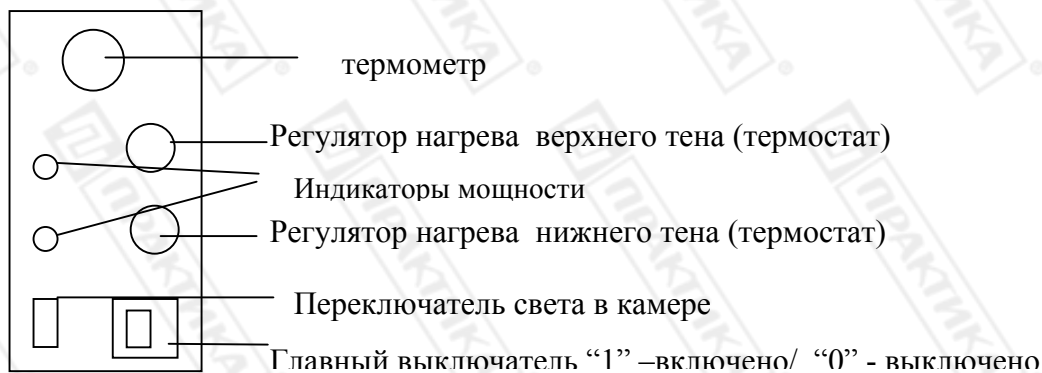 термометр
Регулятор нагрева верхнего тена (термостат)
Индикаторы мощности
Регулятор нагрева нижнего тена (термостат)
Переключатель света в камере
Главный выключатель “1” –включено/ “0” - выключено
ПРАКТИКА